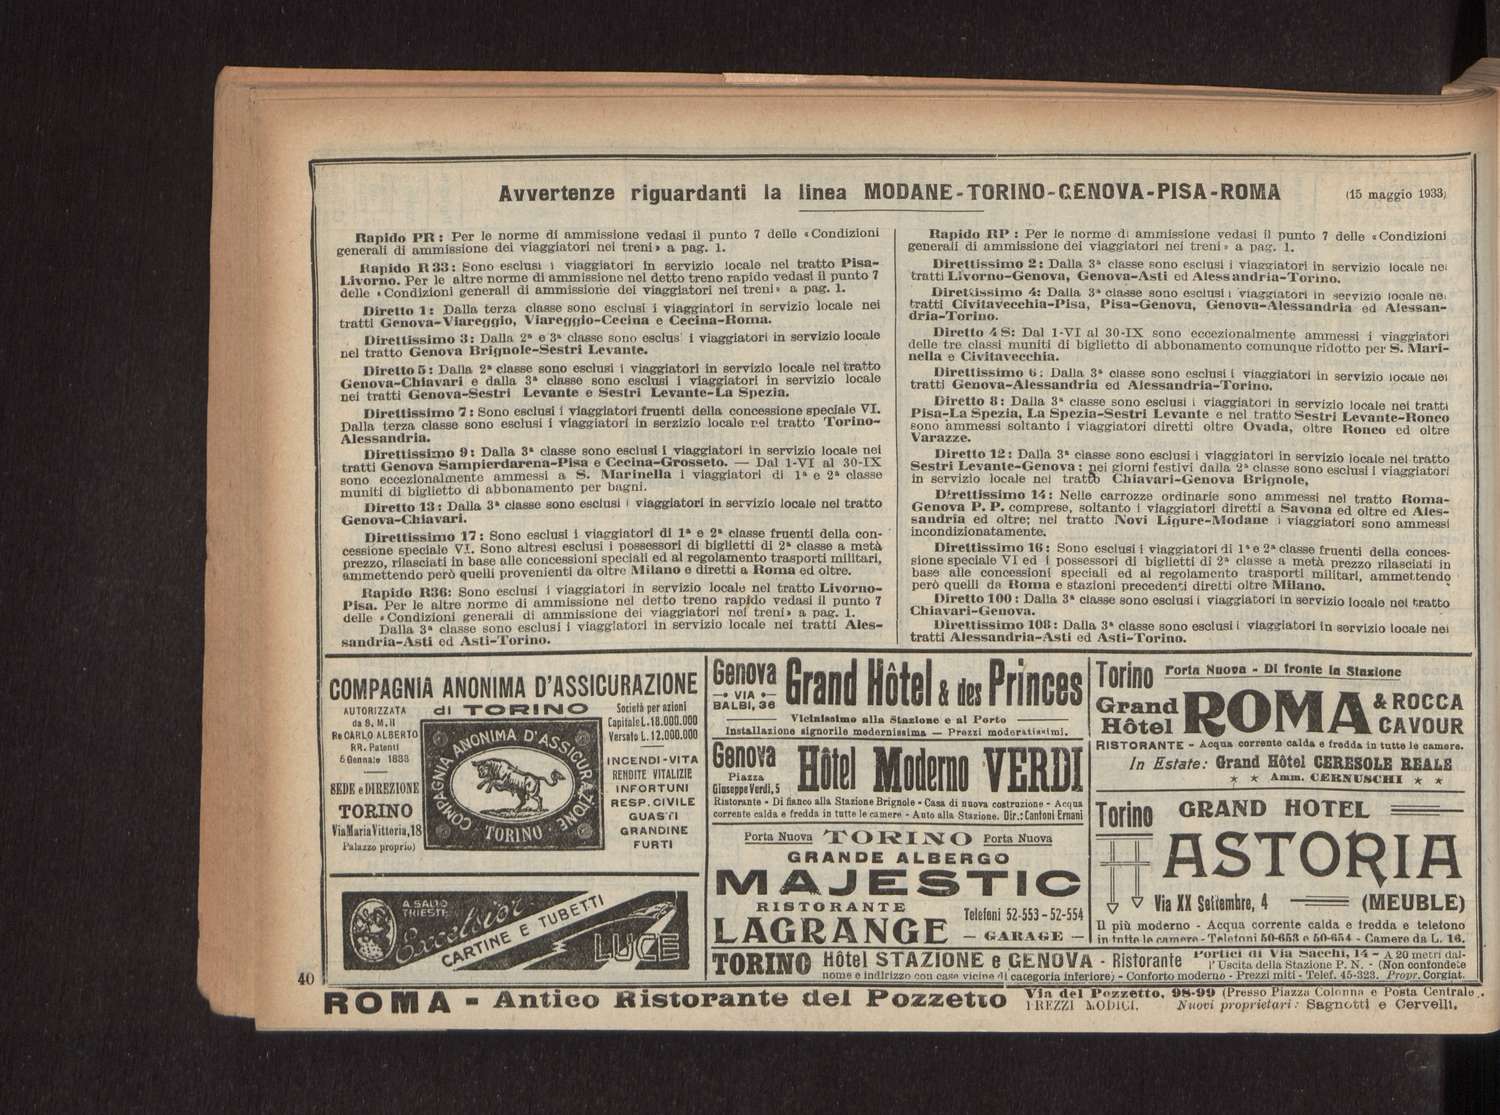 Avvertenze riguardanti la linea MODANE-TORINO-GENOVA-PISA-ROMA
(15 maggio 1933)
Rapido PR : Per le norme di ammissione vedasi il punto 7 delle «Condizioni
generali di ammissione dei viaggiatori nei treni» a pag. 1.
Rapido R 33 : Sono esclusi i viaggiatori in servizio locale nel tratto Pisa-
Livorno. Per le altre norme di ammissione nel detto treno rapido vedasi il punto 7
delle «Condizioni generali di ammissione dei viaggiatori nei treni» a pag. 1.
Diretto 1 : Dalla terza classe sono esclusi i viaggiatori in servizio locale nei
tratti Genova-Viareggio, Viareggio-Cecina e Cecina-Roma.
Direttissimo 3 : Dalla 2ª e 3ª classe sono esclusi i viaggiatori in servizio locale
nel tratto Genova Brignole-Sestri Levante.
Diretto 5 : Dalla 2ª classe sono esclusi i viaggiatori in servizio locale nel tratto
Genova-Chiavari e dalla 3ª classe sono esclusi i viaggiatori in servizio locale
nei tratti Genova-Sestri Levante e Sestri Levante-La Spezia.
Direttissimo 7 : Sono esclusi i viaggiatori fruenti della concessione speciale VI.
Dalla terza classe sono esclusi i viaggiatori in serzizio locale nel tratto Torino-
Alessandria.
Direttissimo 9 : Dalla 3ª classe sono esclusi i viaggiatori in servizio locale nei
tratti Genova Sampierdarena-Pisa e Cecina-Grosseto. — Dal 1-VI al 30-IX
sono eccezionalmente ammessi a S. Marinella i viaggiatori di 1ª e 2ª classe
muniti di biglietto di abbonamento per bagni.
Diretto 13 : Dalla 3ª classe sono esclusi i viaggiatori in servizio locale nel tratto
Genova-Chiavari.
Direttissimo 17 : Sono esclusi i viaggiatori di 1ª e 2ª classe fruenti della con-
cessione speciale VI. Sono altresì esclusi i possessori di biglietti di 2ª classe a metà
prezzo, rilasciati in base alle concessioni speciali ed al regolamento trasporti militari,
ammettendo però quelli provenienti da oltre Milano e diretti a Roma ed oltre.
Rapido R36: Sono esclusi i viaggiatori in servizio locale nel tratto Livorno-
Pisa. Per le altre norme di ammissione nel detto treno rapido vedasi il punto 7
delle «Condizioni generali di ammissione dei viaggiatori nei treni» a pag. 1.
Dalla 3ª classe sono esclusi i viaggiatori in servizio locale nei tratti Ales-
sandria-Asti ed Asti-Torino.
Rapido RP : Per le norme di ammissione vedasi il punto 7 delle «Condizioni
generali di ammissione dei viaggiatori nei treni» a pag. 1.
Direttissimo 2 : Dalla 3ª classe sono esclusi i viaggiatori in servizio locale nei
tratti Livorno-Genova, Genova-Asti ed Alessandria-Torino.
Direttissimo 4: Dalla 3ª classe sono esclusi i viaggiatori in servizio locale nei
tratti Civitavecchia-Pisa, Pisa-Genova, Genova-Alessandria ed Alessan-
dria-Torino.
Diretto 4 S: Dal 1-VI al 30-IX sono eccezionalmente ammessi i viaggiatori
delle tre classi muniti di biglietto di abbonamento comunque ridotto per S. Mari-
nella e Civitavecchia.
Direttissimo 6 : Dalla 3ª classe sono esclusi i viaggiatori in servizio locale nei
tratti Genova-Alessandria ed Alessandria-Torino.
Diretto 8 : Dalla 3ª classe sono esclusi i viaggiatori in servizio locale nei tratti
Pisa-La Spezia, La Spezia-Sestri Levante e nel tratto Sestri Levante-Ronco
sono ammessi soltanto i viaggiatori diretti oltre Ovada, oltre Ronco ed oltre
Varazze.
Diretto 12 : Dalla 3ª classe sono esclusi i viaggiatori in servizio locale nel tratto
Sestri Levante-Genova ; nei giorni festivi dalla 2ª classe sono esclusi i viaggiatori
in servizio locale nel tratto Chiavari-Genova Brignole,
Direttissimo 14 : Nelle carrozze ordinarie sono ammessi nel tratto Roma-
Genova P. P. comprese, soltanto i viaggiatori diretti a Savona ed oltre ed Ales-
sandria ed oltre; nel tratto Novi Ligure-Modane i viaggiatori sono ammessi
incondizionatamente.
Direttissimo 16 : Sono esclusi i viaggiatori di 1ª e 2ª classe fruenti della conces-
sione speciale VI ed i possessori di biglietti di 2ª classe a metà prezzo rilasciati in
base alle concessioni speciali ed al regolamento trasporti militari, ammettendo
però quelli da Roma e stazioni precedenti diretti oltre Milano.
Diretto 100 : Dalla 3ª classe sono esclusi i viaggiatori in servizio locale nel tratto
Chiavari-Genova.
Direttissimo 108 : Dalla 3ª classe sono esclusi i viaggiatori in servizio locale nei
tratti Alessandria-Asti ed Asti-Torino.
COMPAGNIA ANONIMA D'ASSICURAZIONE
di TORINO
AUTORIZZATA
da S. M. il
Re CARLO ALBERTO
RR. Patenti
5 Gennaio 1833
SEDE e DIREZIONE
TORINO
Via Maria Vittoria, 18
Palazzo proprio)
COMPAGNIA ANONIMA D'ASSICURAZIONE
TORINO
Società per azioni
Capitale L. 18.000.000
Versato L. 12.000.000
INCENDI-VITA
RENDITE VITALIZIE
INFORTUNI
RESP. CIVILE
GUASTI
GRANDINE
FURTI
A. SALTO
TRIESTE
Excelsior
CARTINE E TUBETTI
LUCE
Genova
VIA
BALBI, 36
Grand Hôtel & des Princes
Vicinissimo alla Stazione e al Porto
Installazione signorile modernissima — Prezzi moderatissimi.
Genova
Piazza
Giuseppe Verdi, 5
Hôtel Moderno VERDI
Ristorante - Di fianco alla Stazione Brignole - Casa di nuova costruzione - Acqua
corrente calda e fredda in tutte le camere - Auto alla Stazione. Dir.: Cantoni Ernani
Porta Nuova TORINO Porta Nuova
GRANDE ALBERGO
MAJESTIC
RISTORANTE
LAGRANGE
Telefoni 52-553 - 52-554
— GARAGE —
Torino
Porta Nuova - Di fronte la Stazione
Grand
Hôtel
ROMA
& ROCCA
CAVOUR
RISTORANTE - Acqua corrente calda e fredda in tutte le camere.
In Estate: Grand Hôtel CERESOLE REALE
★ ★ Amm. CERNUSCHI ★ ★
Torino
GRAND HOTEL
ASTORIA
Via XX Settembre, 4
(MEUBLE)
Il più moderno - Acqua corrente calda e fredda e telefono
in tutte le camere - Telefoni 50-653 e 50-654 - Camere da L. 16.
TORINO Hôtel STAZIONE e GENOVA - Ristorante
Portici di Via Sacchi, 14 - A 20 metri dal-
l'Uscita della Stazione P. N. - (Non confondele
nome e indirizzo con case vicine di categoria inferiore) - Conforto moderno - Prezzi miti - Telef. 45-323. Propr. Corgiat.
40
ROMA - Antico Ristorante del Pozzetto
Via del Pozzetto, 98-99 (Presso Piazza Colonna e Posta Centrale.
PREZZI MODICI. Nuovi proprietari: Sagnotti e Cervelli.